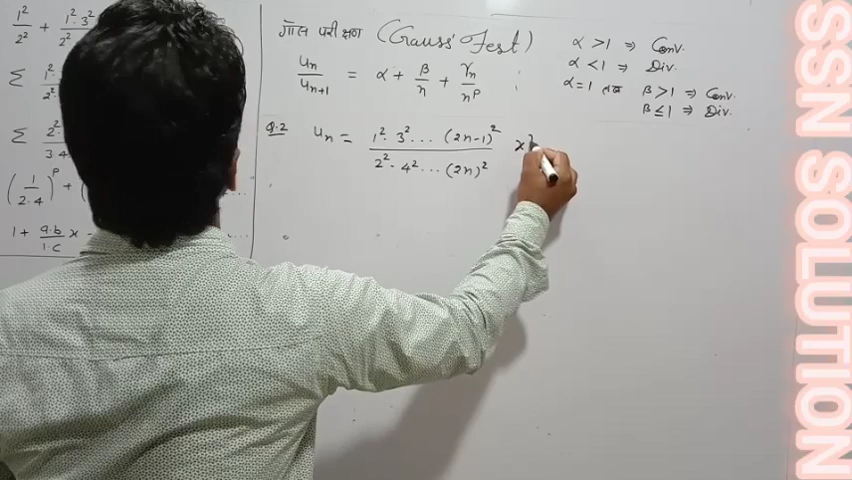 1²/2² + 1²·3²/2²
Σ 1²·/2²
Σ 2²·
(1/2·4)^p + (
1 + a·b/1·c x
गॉस परीक्षण (Gauss' Test)
uₙ/uₙ₊₁ = α + β/n + γₙ/n^p ;
α > 1 ⇒ Conv.
α < 1 ⇒ Div.
α = 1 तब β > 1 ⇒ Conv.
β ≤ 1 ⇒ Div.
Q.2 uₙ = 1²·3²...(2n-1)²/2²·4²...(2n)² x
SSN SOLUTION